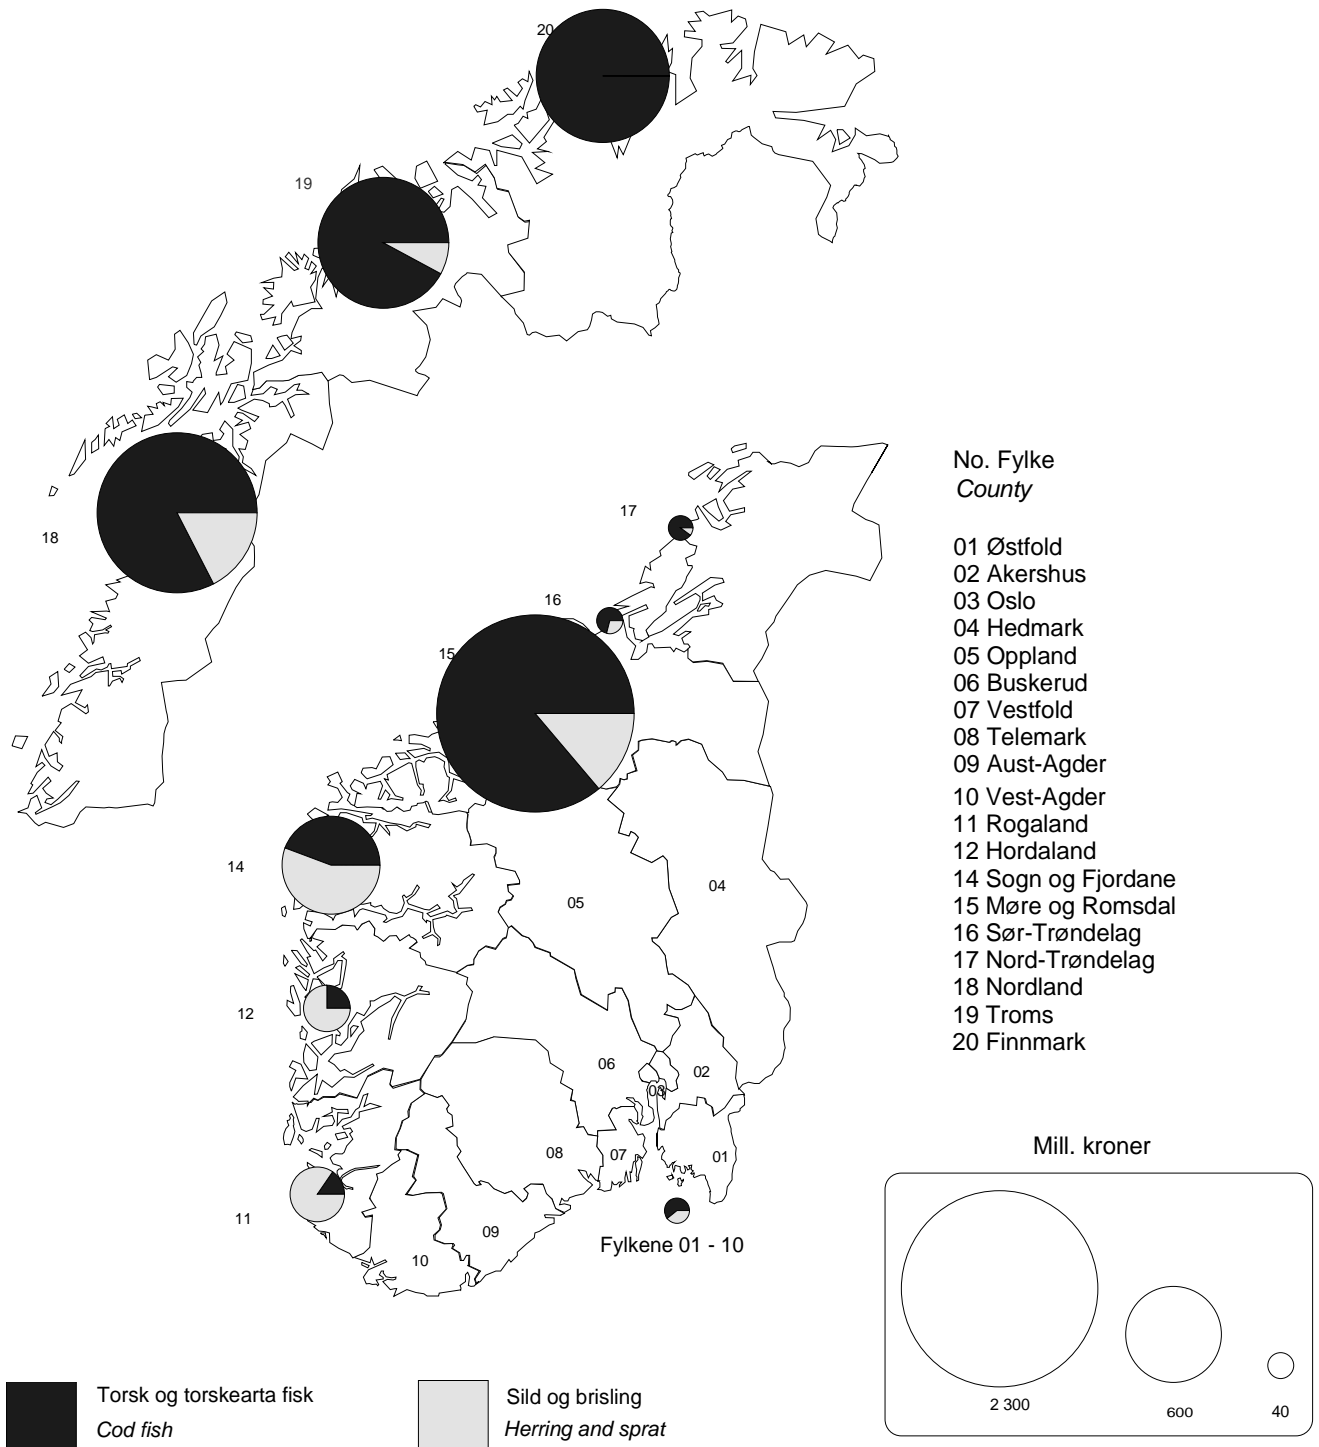 20
19
18
17
16
15
14
12
11
05
04
06
02
03
08
07
01
09
10
Fylkene 01 - 10
No. Fylke
County
01 Østfold
02 Akershus
03 Oslo
04 Hedmark
05 Oppland
06 Buskerud
07 Vestfold
08 Telemark
09 Aust-Agder
10 Vest-Agder
11 Rogaland
12 Hordaland
14 Sogn og Fjordane
15 Møre og Romsdal
16 Sør-Trøndelag
17 Nord-Trøndelag
18 Nordland
19 Troms
20 Finnmark
Mill. kroner
2 300
600
40
Torsk og torskearta fisk
Cod fish
Sild og brisling
Herring and sprat